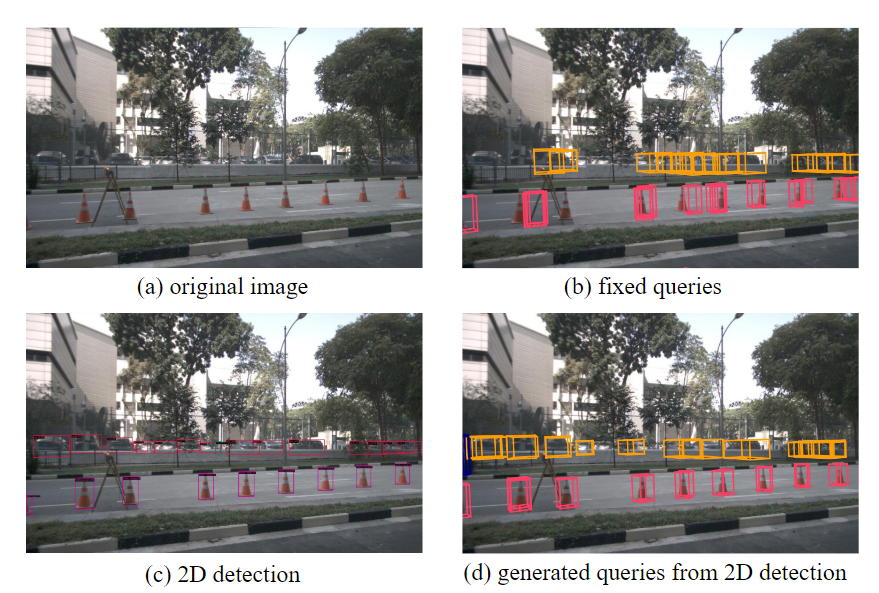 (a) original image
(b) fixed queries
(c) 2D detection
(d) generated queries from 2D detection